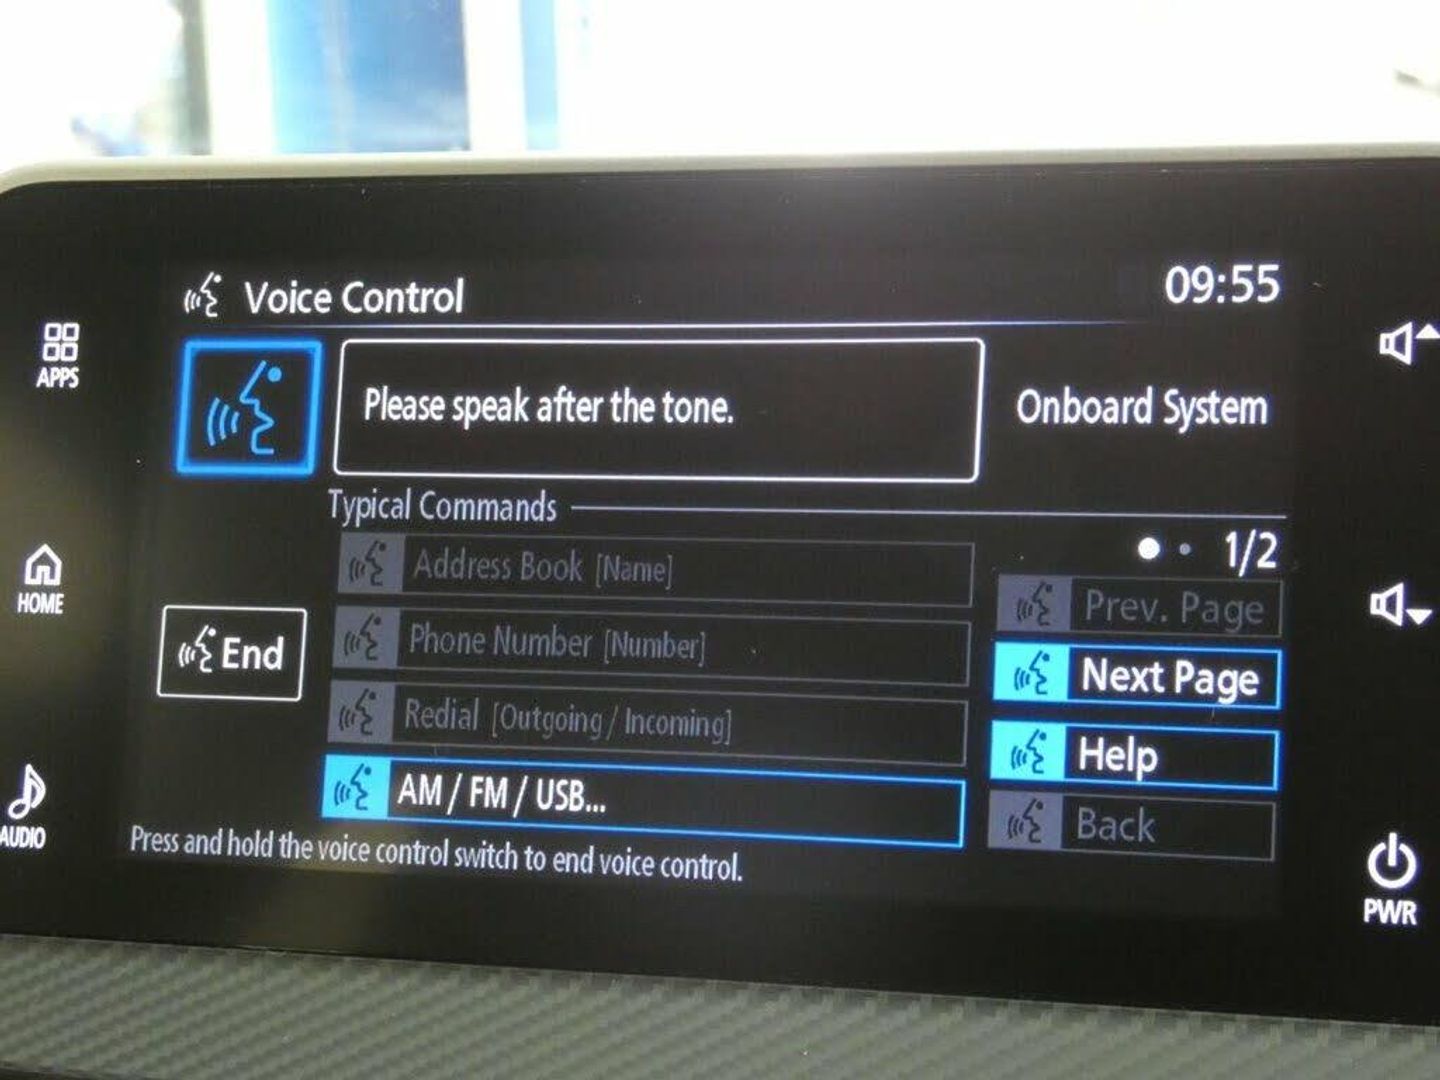 Voice Control
09:55
APPS
Please speak after the tone.
Onboard System
Typical Commands
1/2
Address Book [Name]
Prev. Page
HOME
Phone Number [Number]
End
Next Page
Redial [Outgoing / Incoming]
Help
AM / FM / USB...
AUDIO
Back
Press and hold the voice control switch to end voice control.
PWR